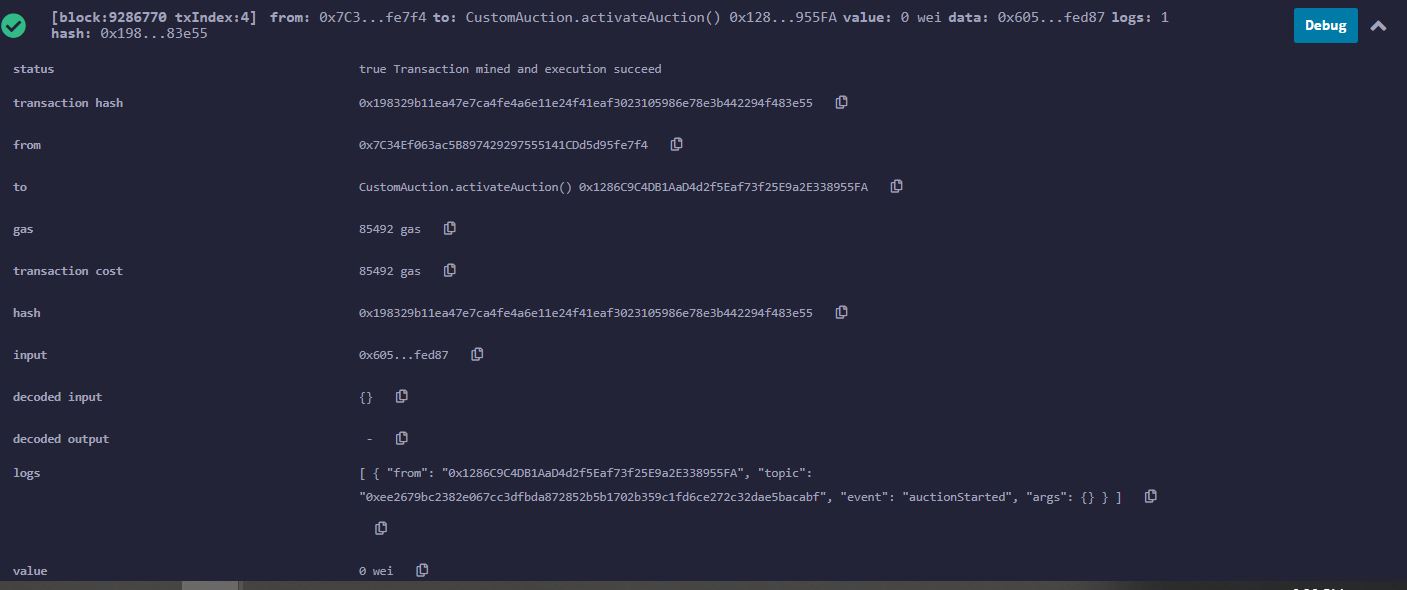 [block:9286770 txIndex:4] from: 0x7C3...fe7f4 to: CustomAuction.activateAuction() 0x128...955FA value: 0 wei data: 0x605...fed87 logs: 1
hash: 0x198...83e55
Debug
status true Transaction mined and execution succeed
transaction hash 0x198329b11ea47e7ca4fe4a6e11e24f41eaf3023105986e78e3b442294f483e55
from 0x7C34Ef063ac5B897429297555141CDd5d95fe7f4
to CustomAuction.activateAuction() 0x1286C9C4DB1AaD4d2f5Eaf73f25E9a2E338955FA
gas 85492 gas
transaction cost 85492 gas
hash 0x198329b11ea47e7ca4fe4a6e11e24f41eaf3023105986e78e3b442294f483e55
input 0x605...fed87
decoded input {}
decoded output -
logs [ { "from": "0x1286C9C4DB1AaD4d2f5Eaf73f25E9a2E338955FA", "topic":
"0xee2679bc2382e067cc3dfbda872852b5b1702b359c1fd6ce272c32dae5bacabf", "event": "auctionStarted", "args": {} } ]
value 0 wei